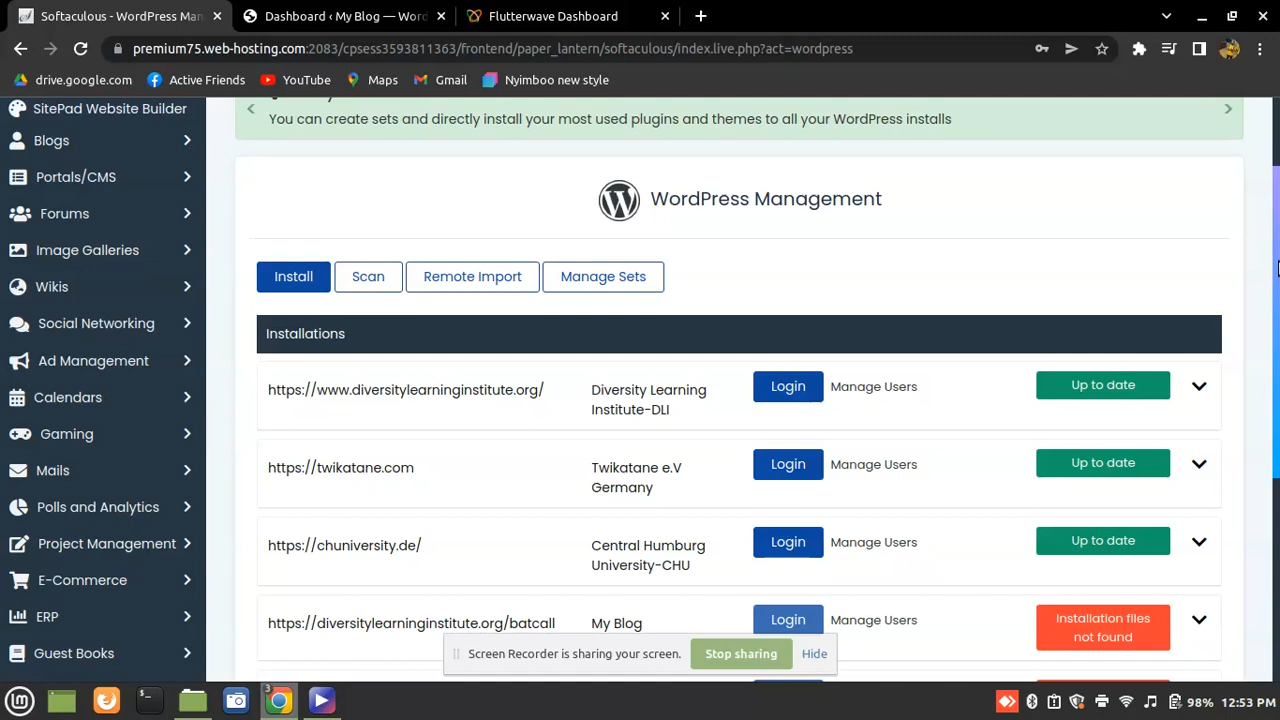 Softaculous - WordPress Man
Dashboard ‹ My Blog — Word
Flutterwave Dashboard
premium75.web-hosting.com:2083/cpsess3593811363/frontend/paper_lantern/softaculous/index.live.php?act=wordpress
drive.google.com
Active Friends
YouTube
Maps
Gmail
Nyimboo new style
SitePad Website Builder
Blogs
Portals/CMS
Forums
Image Galleries
Wikis
Social Networking
Ad Management
Calendars
Gaming
Mails
Polls and Analytics
Project Management
E-Commerce
ERP
Guest Books
You can create sets and directly install your most used plugins and themes to all your WordPress installs
WordPress Management
Install
Scan
Remote Import
Manage Sets
Installations
https://www.diversitylearninginstitute.org/
Diversity Learning
Institute-DLI
Login
Manage Users
Up to date
https://twikatane.com
Twikatane e.V
Germany
Login
Manage Users
Up to date
https://chuniversity.de/
Central Humburg
University-CHU
Login
Manage Users
Up to date
https://diversitylearninginstitute.org/batcall
My Blog
Login
Manage Users
Installation files
not found
Screen Recorder is sharing your screen.
Stop sharing
Hide
3
98%
12:53 PM